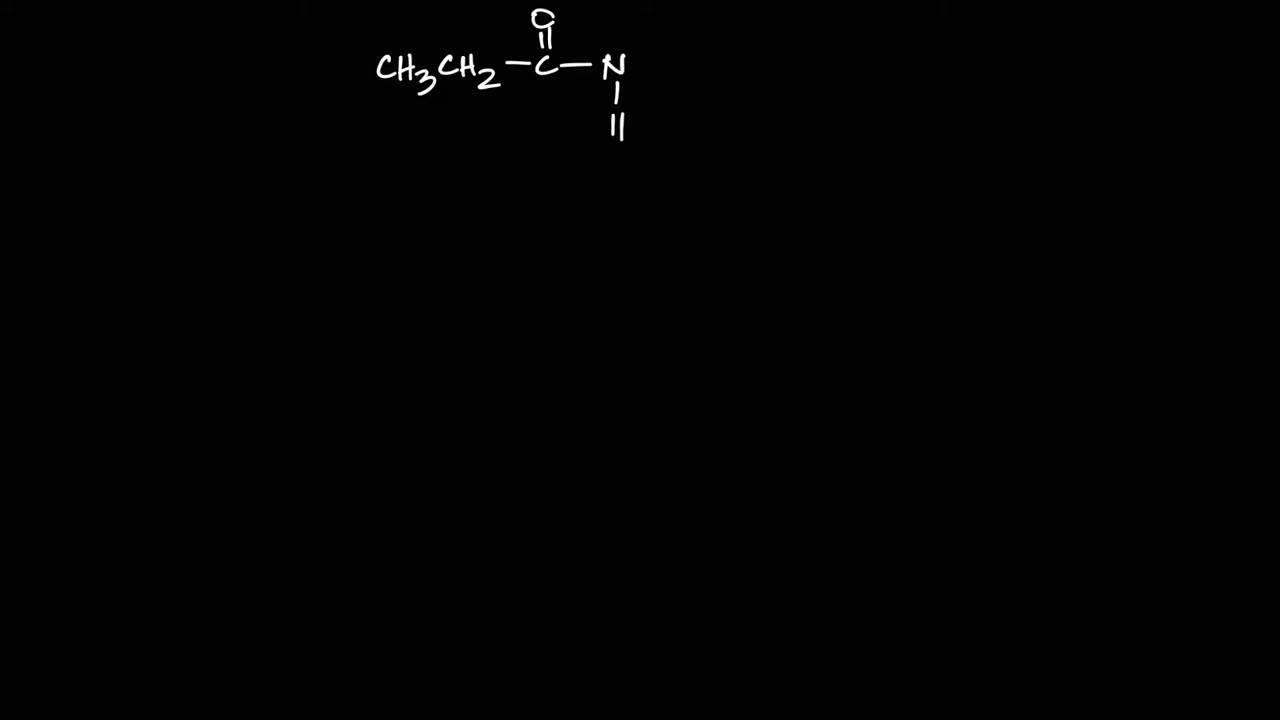 O
||
CH3CH2 – C – N
|
||